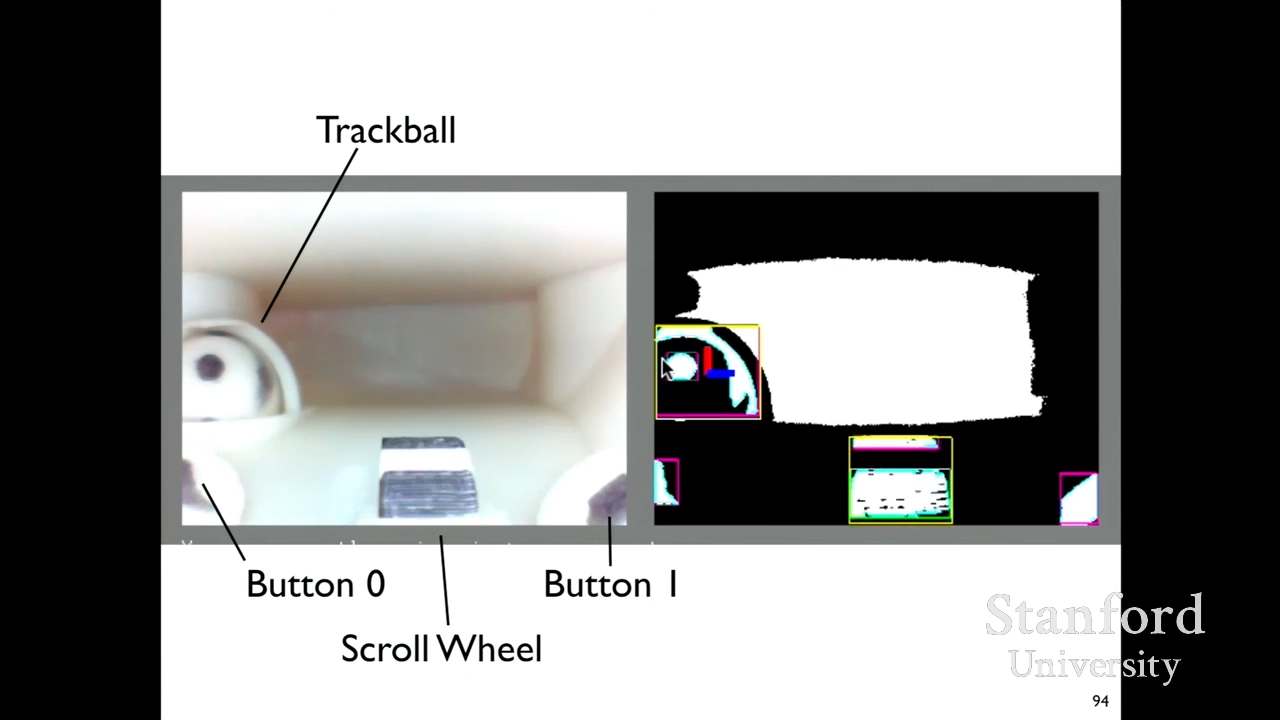 Trackball
Button 0
Button 1
Scroll Wheel
Stanford
University
94